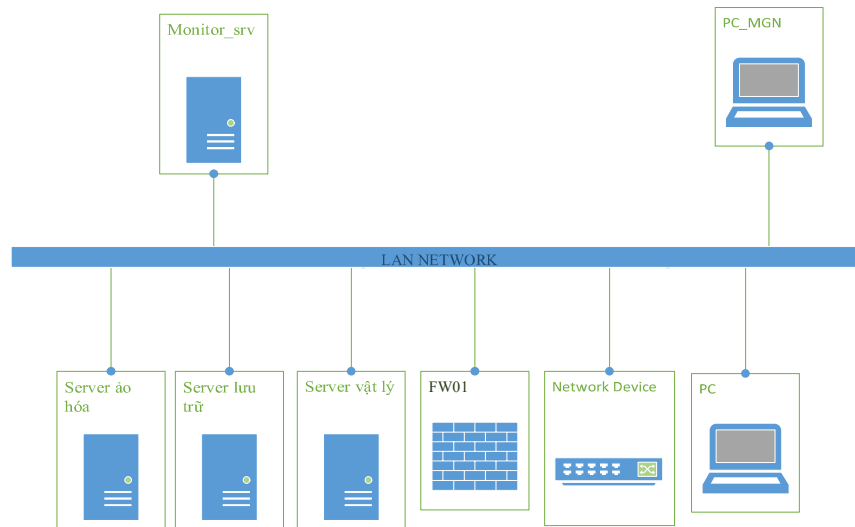 Monitor_srv
PC_MGN
LAN NETWORK
Server ảo
hóa
Server lưu
trữ
Server vật lý
FW01
Network Device
PC